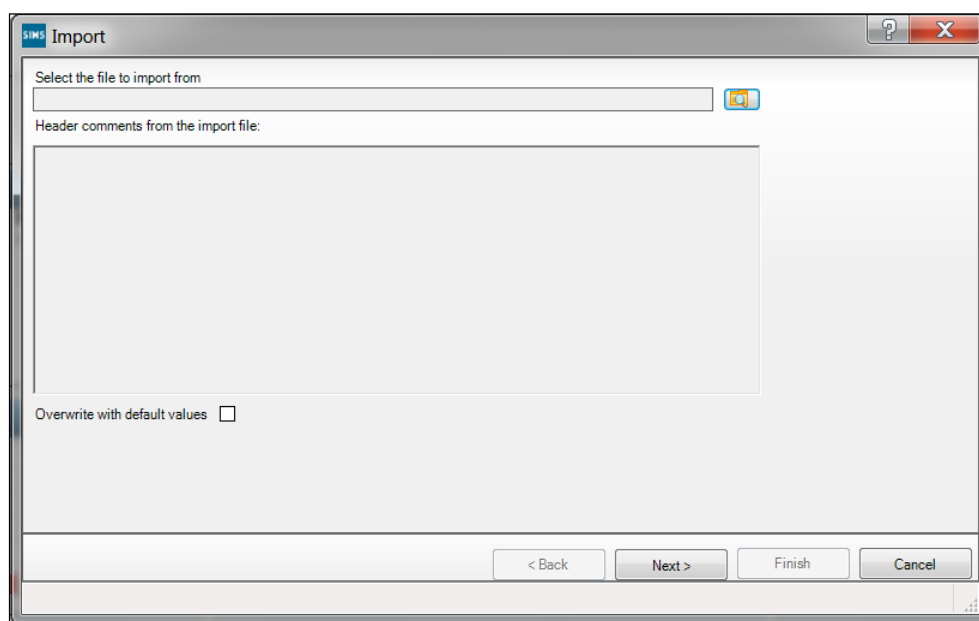 SIMS Import
Select the file to import from
Header comments from the import file:
Overwrite with default values
< Back Next > Finish Cancel